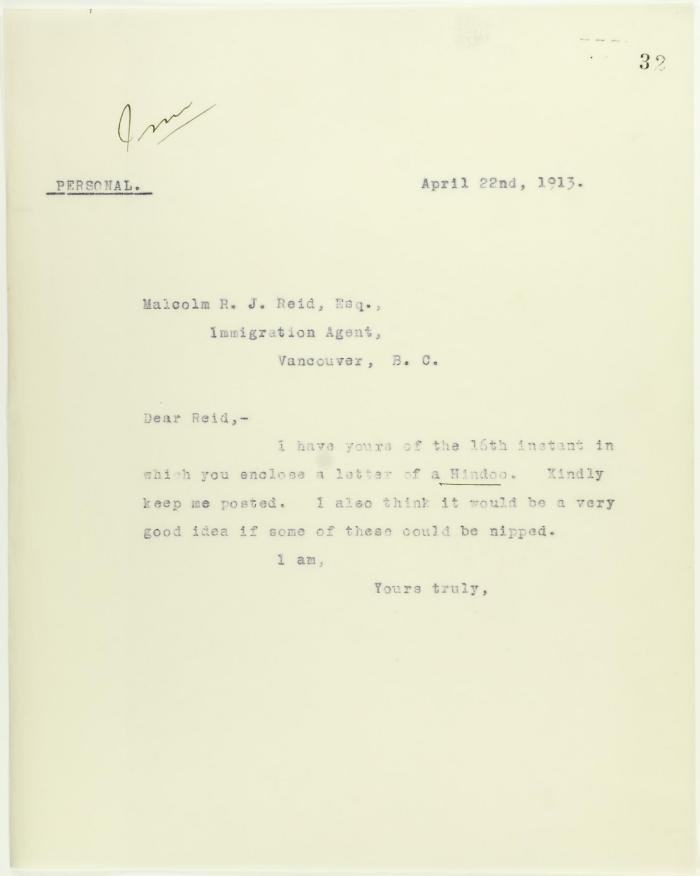 32
PERSONAL.
April 22nd, 1913.
Malcolm R. J. Reid, Esq.,
Immigration Agent,
Vancouver, B. C.
Dear Reid,-
I have yours of the 16th instant in
which you enclose a letter of a Hindoo. Kindly
keep me posted. I also think it would be a very
good idea if some of these could be nipped.
I am,
Yours truly,